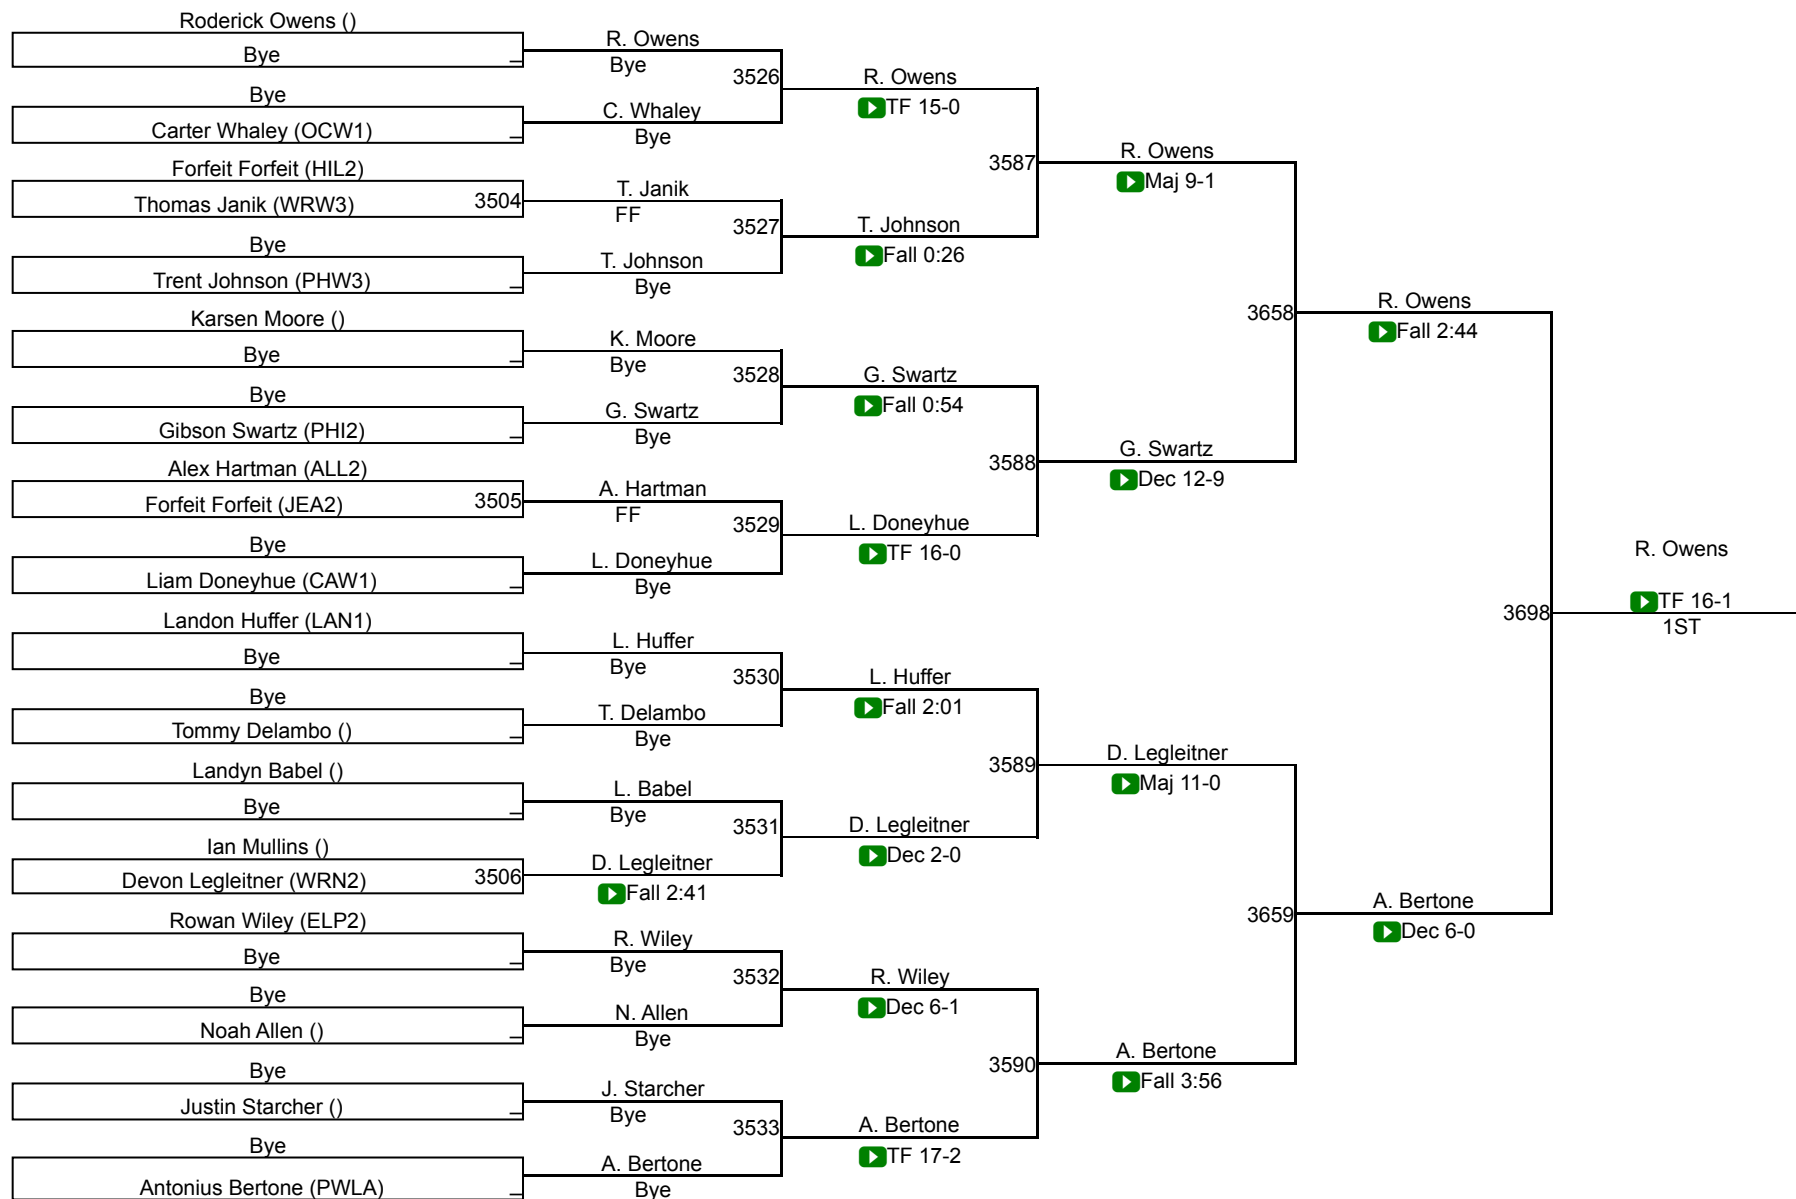 Roderick Owens ()
Bye
Bye
Carter Whaley (OCW1)
Forfeit Forfeit (HIL2)
Thomas Janik (WRW3) 3504
Bye
Trent Johnson (PHW3)
Karsen Moore ()
Bye
Bye
Gibson Swartz (PHI2)
Alex Hartman (ALL2)
Forfeit Forfeit (JEA2) 3505
Bye
Liam Doneyhue (CAW1)
Landon Huffer (LAN1)
Bye
Bye
Tommy Delambo ()
Landyn Babel ()
Bye
Ian Mullins ()
Devon Legleitner (WRN2) 3506
Rowan Wiley (ELP2)
Bye
Bye
Noah Allen ()
Bye
Justin Starcher ()
Bye
Antonius Bertone (PWLA)
R. Owens
Bye
3526
C. Whaley
Bye
T. Janik
FF
3527
T. Johnson
Bye
K. Moore
Bye
3528
G. Swartz
Bye
A. Hartman
FF
3529
L. Doneyhue
Bye
L. Huffer
Bye
3530
T. Delambo
Bye
L. Babel
Bye
3531
D. Legleitner
Fall 2:41
R. Wiley
Bye
3532
N. Allen
Bye
J. Starcher
Bye
3533
A. Bertone
Bye
R. Owens
TF 15-0
3587
T. Johnson
Fall 0:26
G. Swartz
Fall 0:54
3588
L. Doneyhue
TF 16-0
L. Huffer
Fall 2:01
3589
D. Legleitner
Dec 2-0
R. Wiley
Dec 6-1
3590
A. Bertone
TF 17-2
R. Owens
Maj 9-1
3658
G. Swartz
Dec 12-9
D. Legleitner
Maj 11-0
3659
A. Bertone
Fall 3:56
R. Owens
Fall 2:44
3698
A. Bertone
Dec 6-0
R. Owens
TF 16-1
1ST